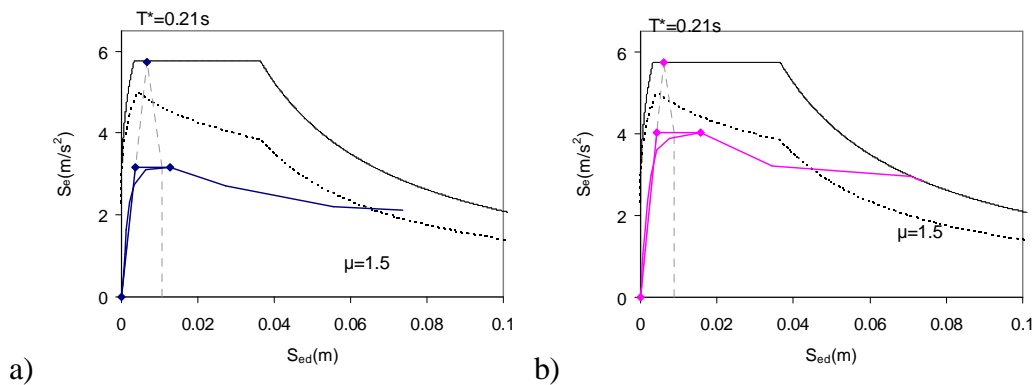 T*=0.21s
6
4
2
0
Se(m/s²)
μ=1.5
0 0.02 0.04 0.06 0.08 0.1
Sed(m)
a)
T*=0.21s
6
4
2
0
Se(m/s²)
μ=1.5
0 0.02 0.04 0.06 0.08 0.1
Sed(m)
b)